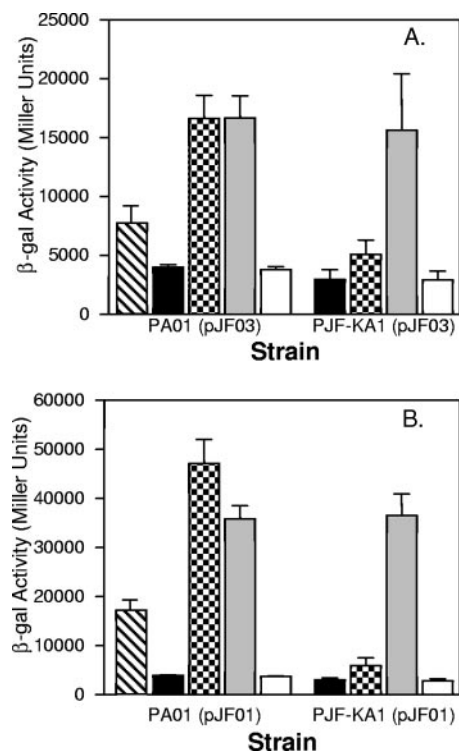 25000
A.
20000
15000
10000
5000
0
β-gal Activity (Miller Units)
PA01 (pJF03) PJF-KA1 (pJF03)
Strain
60000
B.
50000
40000
30000
20000
10000
0
β-gal Activity (Miller Units)
PA01 (pJF01) PJF-KA1 (pJF01)
Strain